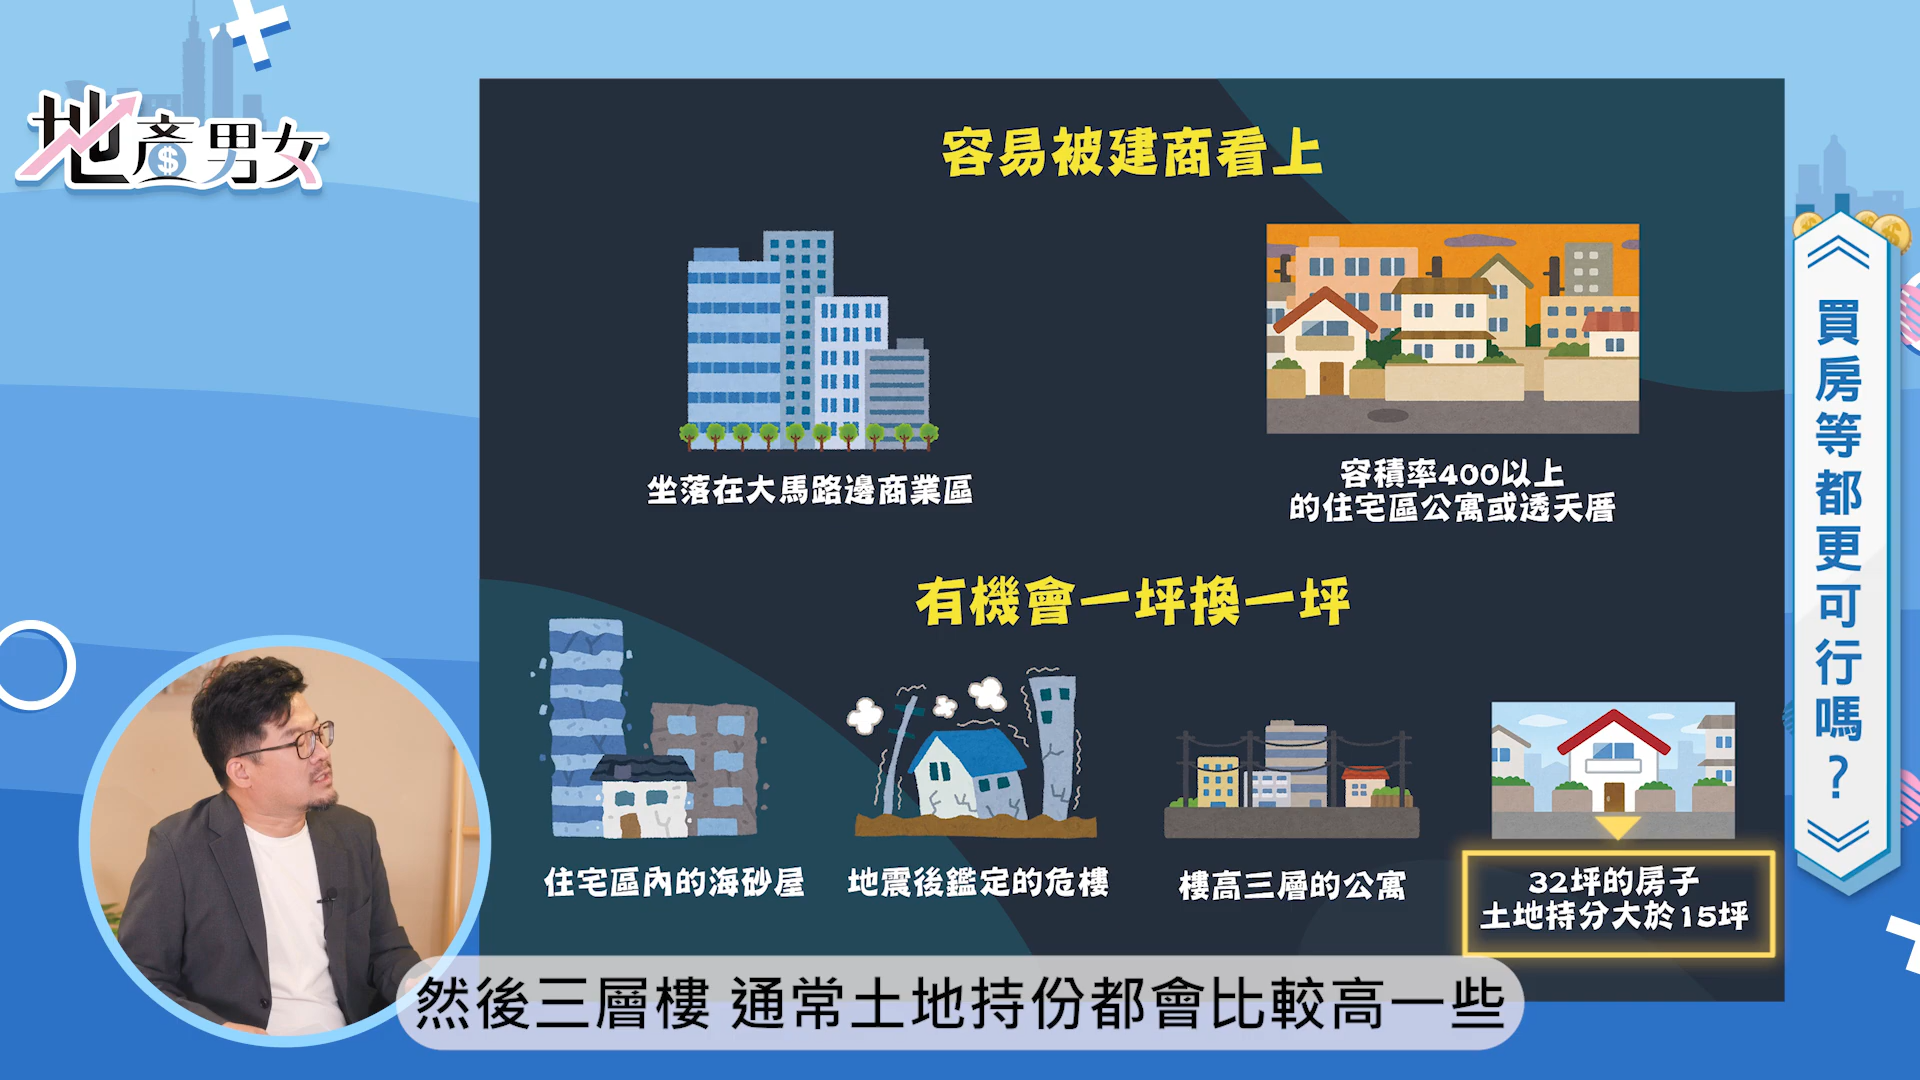 地產男女
容易被建商看上
坐落在大馬路邊商業區
容積率400以上
的住宅區公寓或透天厝
有機會一坪換一坪
住宅區內的海砂屋
地震後鑑定的危樓
樓高三層的公寓
32坪的房子
土地持分大於15坪
買房等都更可行嗎？
然後三層樓 通常土地持份都會比較高一些